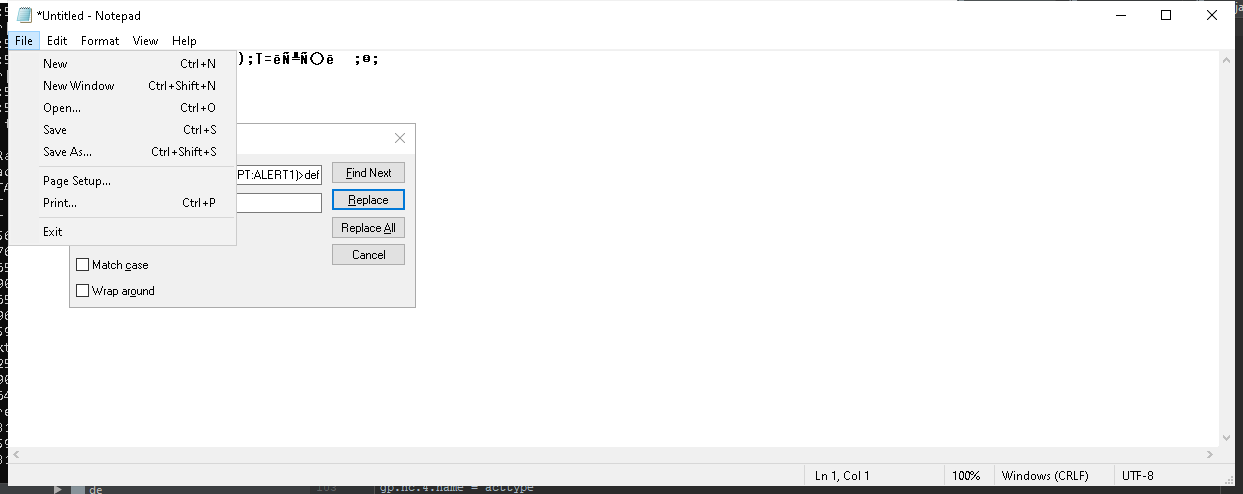 *Untitled - Notepad
File Edit Format View Help
New Ctrl+N
New Window Ctrl+Shift+N
Open... Ctrl+O
Save Ctrl+S
Save As... Ctrl+Shift+S
Page Setup...
Print... Ctrl+P
Exit
PT:ALERT1)>def
Find Next
Replace
Replace All
Cancel
Match case
Wrap around
Ln 1, Col 1 100% Windows (CRLF) UTF-8
de
gp.nc.4.name = acttype